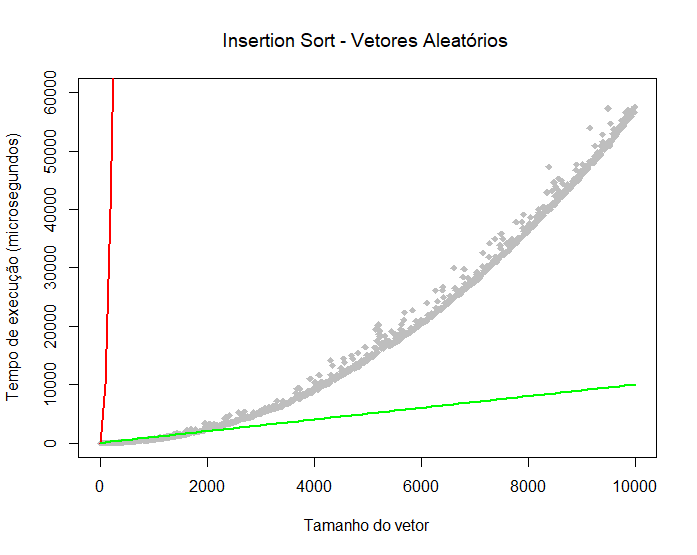 Insertion Sort - Vetores Aleatórios
Tempo de execução (microsegundos)
60000
50000
40000
30000
20000
10000
0
0 2000 4000 6000 8000 10000
Tamanho do vetor